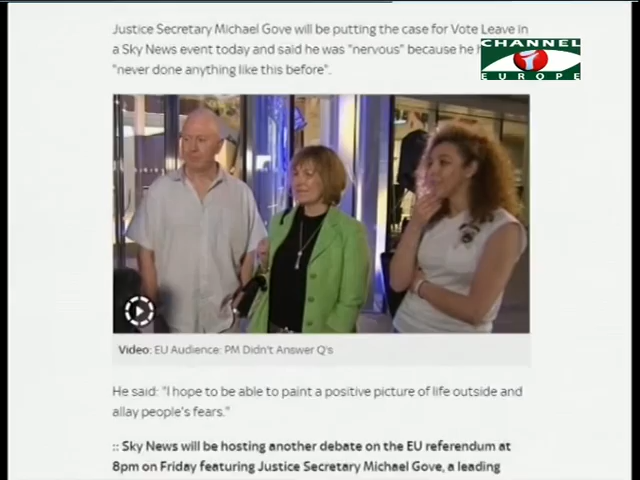 Justice Secretary Michael Gove will be putting the case for Vote Leave in
a Sky News event today and said he was "nervous" because he
"never done anything like this before".
CHANNEL
i
EUROPE
Video: EU Audience: PM Didn't Answer Q's
He said: "I hope to be able to paint a positive picture of life outside and
allay people's fears."
:: Sky News will be hosting another debate on the EU referendum at
8pm on Friday featuring Justice Secretary Michael Gove, a leading